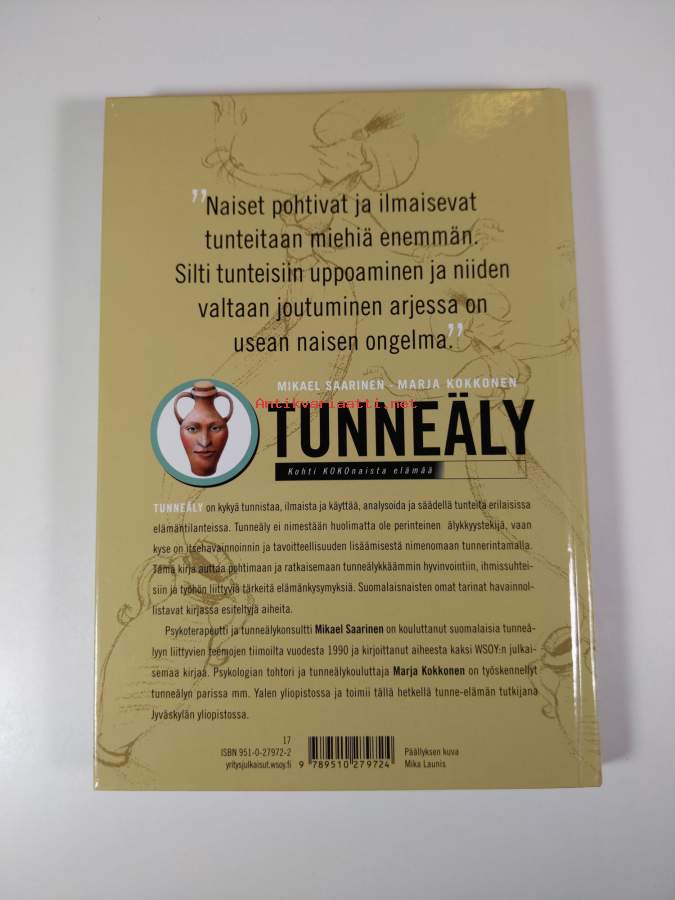 ”Naiset pohtivat ja ilmaisevat
tunteitaan miehiä enemmän.
Silti tunteisiin uppoaminen ja niiden
valtaan joutuminen arjessa on
usean naisen ongelma.”
MIKAEL SAARINEN · MARJA KOKKONEN
Antikvariaatti.net
TUNNEÄLY
Kohti KOKOnaista elämää
TUNNEÄLY on kykyä tunnistaa, ilmaista ja käyttää, analysoida ja säädellä tunteita erilaisissa
elämäntilanteissa. Tunneäly ei nimestään huolimatta ole perinteinen älykkyystekijä, vaan
kyse on itsehavainnoinnin ja tavoitteellisuuden lisäämisestä nimenomaan tunnerintamalla.
Tämä kirja auttaa pohtimaan ja ratkaisemaan tunneälykkäämmin hyvinvointiin, ihmissuhtei-
siin ja työhön liittyviä tärkeitä elämänkysymyksiä. Suomalaisnaisten omat tarinat havainnol-
listavat kirjassa esiteltyjä aiheita.
Psykoterapeutti ja tunneälykonsultti Mikael Saarinen on kouluttanut suomalaisia tunneä-
lyyn liittyvien teemojen tiimoilta vuodesta 1990 ja kirjoittanut aiheesta kaksi WSOY:n julkai-
semaa kirjaa. Psykologian tohtori ja tunneälykouluttaja Marja Kokkonen on työskennellyt
tunneälyn parissa mm. Yalen yliopistossa ja toimii tällä hetkellä tunne-elämän tutkijana
Jyväskylän yliopistossa.
17
ISBN 951-0-27972-2
yritysjulkaisut.wsoy.fi
9 789510 279724
Päällyksen kuva
Mika Launis